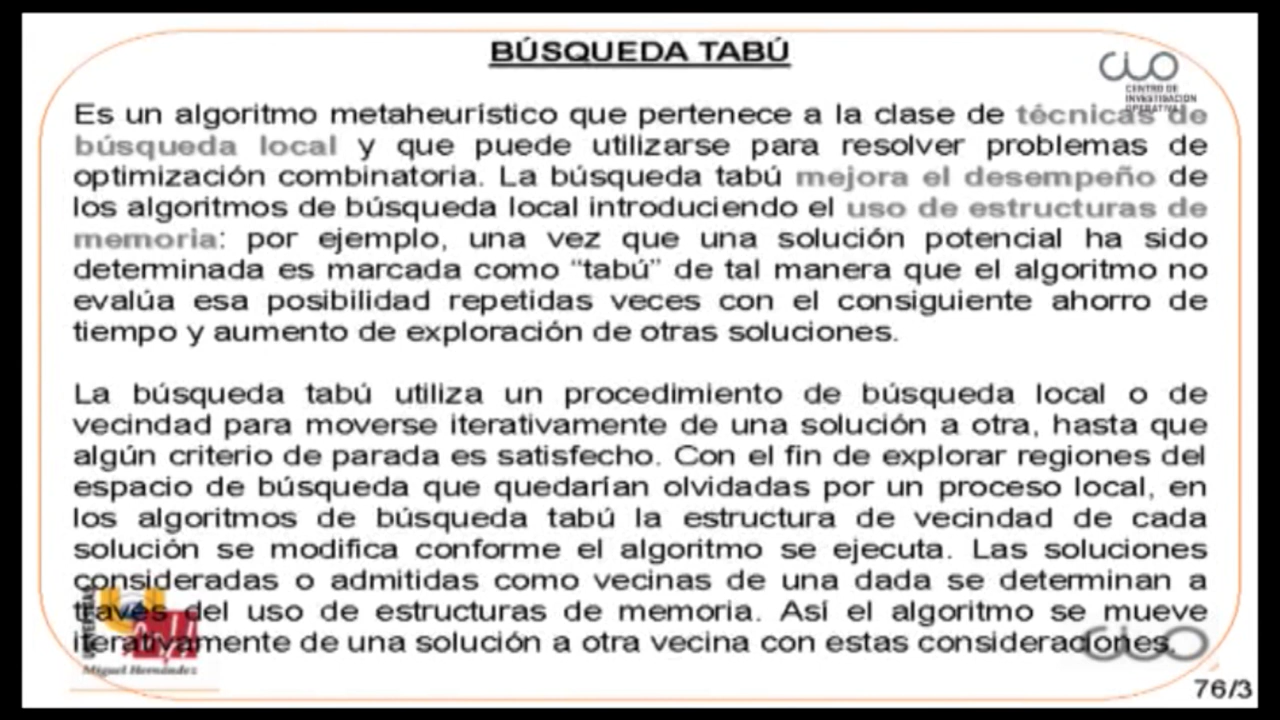 BÚSQUEDA TABÚ
CIO
CENTRO DE
INVESTIGACION
OPERATIVA
Es un algoritmo metaheurístico que pertenece a la clase de técnicas de
búsqueda local y que puede utilizarse para resolver problemas de
optimización combinatoria. La búsqueda tabú mejora el desempeño de
los algoritmos de búsqueda local introduciendo el uso de estructuras de
memoria: por ejemplo, una vez que una solución potencial ha sido
determinada es marcada como “tabú” de tal manera que el algoritmo no
evalúa esa posibilidad repetidas veces con el consiguiente ahorro de
tiempo y aumento de exploración de otras soluciones.
La búsqueda tabú utiliza un procedimiento de búsqueda local o de
vecindad para moverse iterativamente de una solución a otra, hasta que
algún criterio de parada es satisfecho. Con el fin de explorar regiones del
espacio de búsqueda que quedarían olvidadas por un proceso local, en
los algoritmos de búsqueda tabú la estructura de vecindad de cada
solución se modifica conforme el algoritmo se ejecuta. Las soluciones
consideradas o admitidas como vecinas de una dada se determinan a
través del uso de estructuras de memoria. Así el algoritmo se mueve
iterativamente de una solución a otra vecina con estas consideraciones.
Miguel Hernández
CIO
76/3